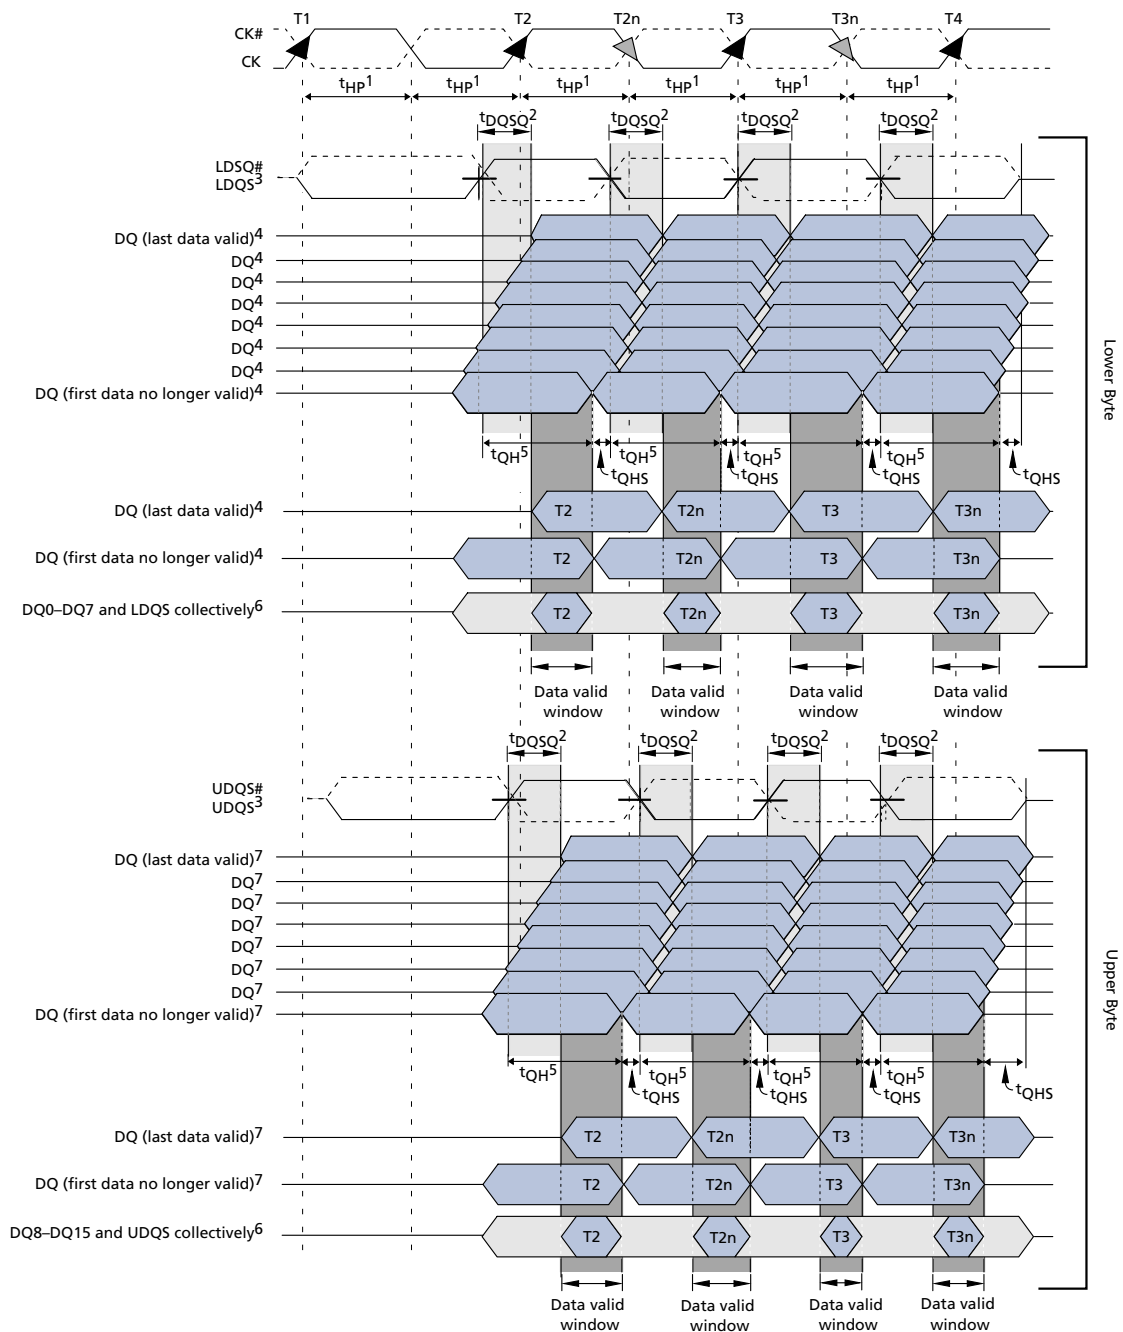 T1 T2 T2n T3 T3n T4
CK#
CK
tHP1 tHP1 tHP1 tHP1 tHP1 tHP1
tDQSQ2 tDQSQ2 tDQSQ2 tDQSQ2
LDSQ#
LDQS3
DQ (last data valid)4
DQ4
DQ4
DQ4
DQ4
DQ4
DQ4
DQ (first data no longer valid)4
Lower Byte
tQH5 tQH5 tQH5 tQH5
tQHS tQHS tQHS tQHS
DQ (last data valid)4 T2 T2n T3 T3n
DQ (first data no longer valid)4 T2 T2n T3 T3n
DQ0–DQ7 and LDQS collectively6 T2 T2n T3 T3n
Data valid window Data valid window Data valid window Data valid window
tDQSQ2 tDQSQ2 tDQSQ2 tDQSQ2
UDQS#
UDQS3
DQ (last data valid)7
DQ7
DQ7
DQ7
DQ7
DQ7
DQ7
DQ (first data no longer valid)7
Upper Byte
tQH5 tQH5 tQH5 tQH5
tQHS tQHS tQHS tQHS
DQ (last data valid)7 T2 T2n T3 T3n
DQ (first data no longer valid)7 T2 T2n T3 T3n
DQ8–DQ15 and UDQS collectively6 T2 T2n T3 T3n
Data valid window Data valid window Data valid window Data valid window